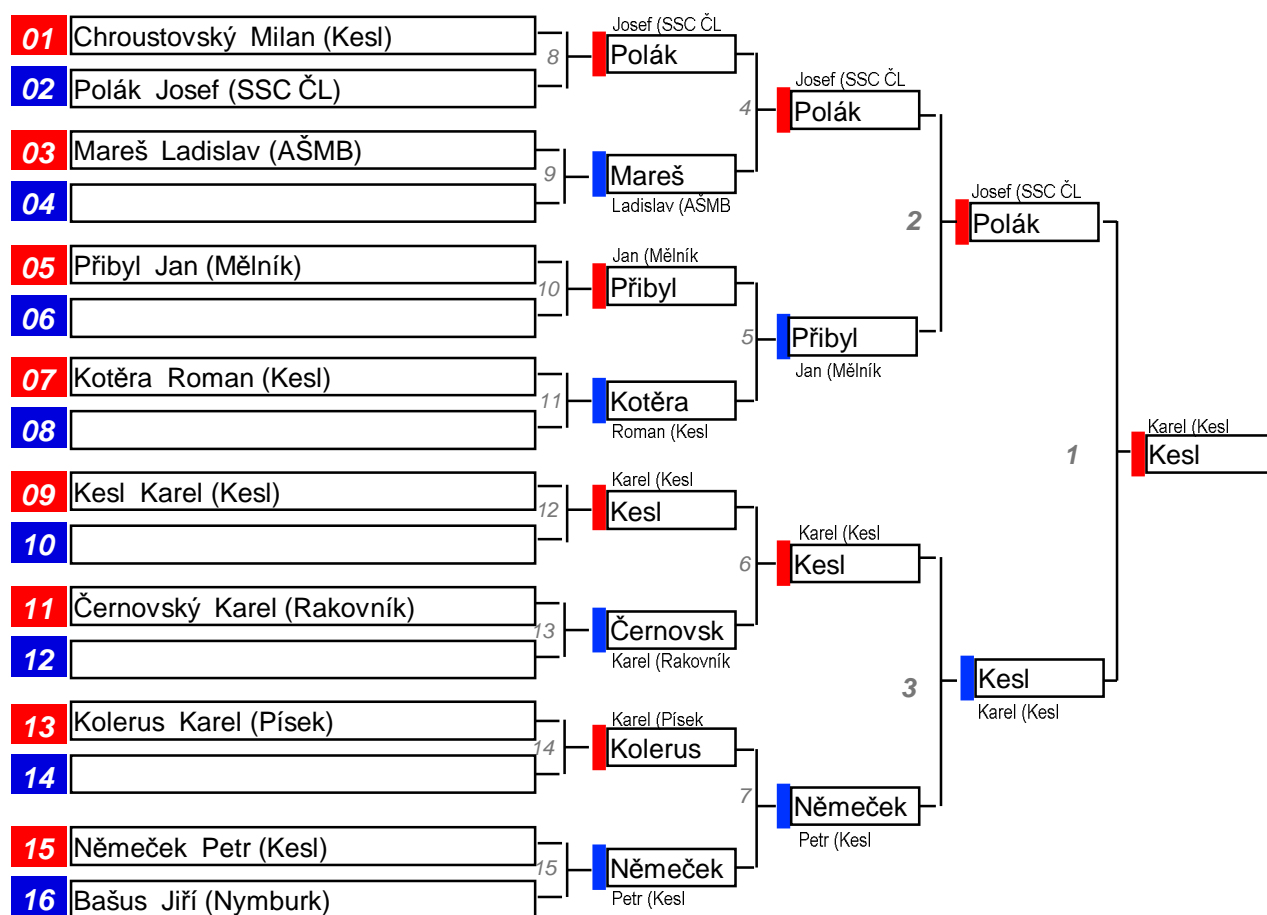 01 Chroustovský Milan (Kesl)
02 Polák Josef (SSC ČL)
03 Mareš Ladislav (AŠMB)
04
05 Přibyl Jan (Mělník)
06
07 Kotěra Roman (Kesl)
08
09 Kesl Karel (Kesl)
10
11 Černovský Karel (Rakovník)
12
13 Kolerus Karel (Písek)
14
15 Němeček Petr (Kesl)
16 Bašus Jiří (Nymburk)
8
9
10
11
12
13
14
15
Josef (SSC ČL
Polák
Mareš
Ladislav (AŠMB
Jan (Mělník
Přibyl
Kotěra
Roman (Kesl
Karel (Kesl
Kesl
Černovsk
Karel (Rakovník
Karel (Písek
Kolerus
Němeček
Petr (Kesl
4
5
6
7
Josef (SSC ČL
Polák
Přibyl
Jan (Mělník
Karel (Kesl
Kesl
Němeček
Petr (Kesl
2
3
Josef (SSC ČL
Polák
Kesl
Karel (Kesl
1
Karel (Kesl
Kesl